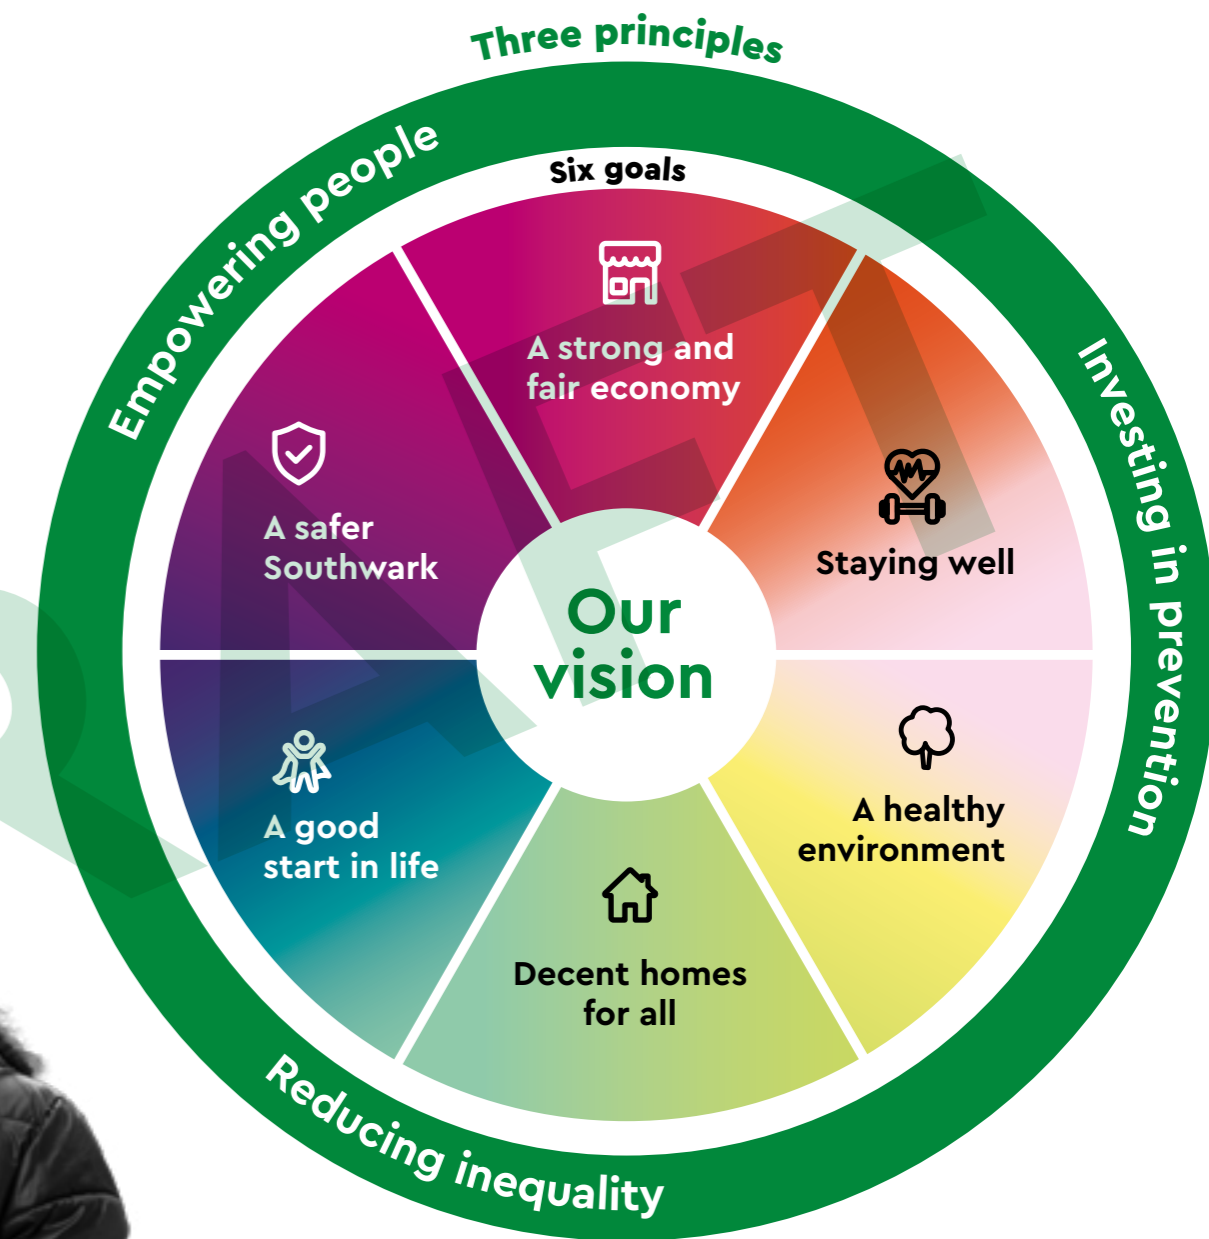 Three principles
Empowering people
Investing in prevention
Reducing inequality
Six goals
A strong and
fair economy
Staying well
A healthy
environment
Decent homes
for all
A good
start in life
A safer
Southwark
Our
vision
RAFT